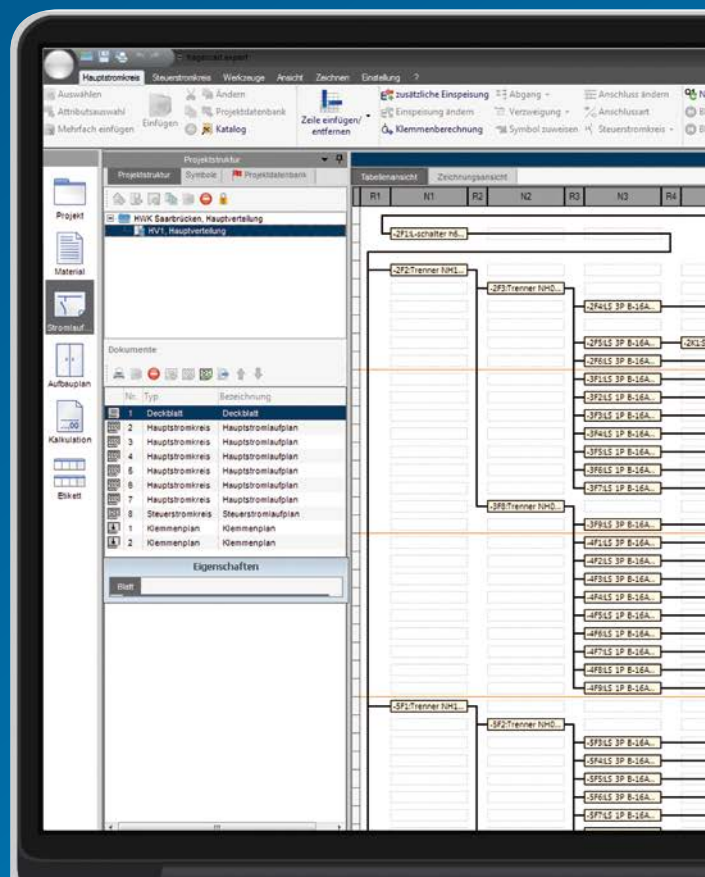 Hauptstromkreis Steuerstromkreis Werkzeuge Ansicht Zeichnen Einstellung ?
Auswählen
Attributsauswahl
Mehrfach einfügen
Einfügen
Ändern
Projektdatenbank
Katalog
Zeile einfügen/
entfernen
zusätzliche Einspeisung
Einspeisung ändern
Klemmenberechnung
Abgang
Verzweigung
Symbol zuweisen
Anschluss ändern
Anschlussart
Steuerstromkreis
Projektstruktur
Projektstruktur Symbole Projektdatenbank
Projekt
Material
Stromlauf...
Aufbauplan
Kalkulation
Etikett
HWK Saarbrücken, Hauptverteilung
HV1, Hauptverteilung
Dokumente
Nr. Typ Bezeichnung
1 Deckblatt Deckblatt
2 Hauptstromkreis Hauptstromlaufplan
3 Hauptstromkreis Hauptstromlaufplan
4 Hauptstromkreis Hauptstromlaufplan
5 Hauptstromkreis Hauptstromlaufplan
6 Hauptstromkreis Hauptstromlaufplan
7 Hauptstromkreis Hauptstromlaufplan
8 Steuerstromkreis Steuerstromlaufplan
1 Klemmenplan Klemmenplan
2 Klemmenplan Klemmenplan
Eigenschaften
Blatt
Tabellenansicht Zeichnungsansicht
R1 N1 R2 N2 R3 N3 R4
-2F1:L-schalter h6...
-2F2:Trenner NH1...
-2F3:Trenner NH0...
-2F4:LS 3P B-16A...
-2F5:LS 3P B-16A...
-2F6:LS 3P B-16A...
-3F1:LS 3P B-16A...
-3F2:LS 1P B-16A...
-3F3:LS 1P B-16A...
-3F4:LS 1P B-16A...
-3F5:LS 1P B-16A...
-3F6:LS 1P B-16A...
-3F7:LS 1P B-16A...
-3F8:Trenner NH0...
-3F9:LS 3P B-16A...
-4F1:LS 3P B-16A...
-4F2:LS 3P B-16A...
-4F3:LS 3P B-16A...
-4F4:LS 1P B-16A...
-4F5:LS 1P B-16A...
-4F6:LS 1P B-16A...
-4F7:LS 1P B-16A...
-4F8:LS 1P B-16A...
-4F9:LS 1P B-16A...
-5F1:Trenner NH1...
-5F2:Trenner NH0...
-5F3:LS 3P B-16A...
-5F4:LS 3P B-16A...
-5F5:LS 3P B-16A...
-5F6:LS 3P B-16A...
-5F7:LS 3P B-16A...